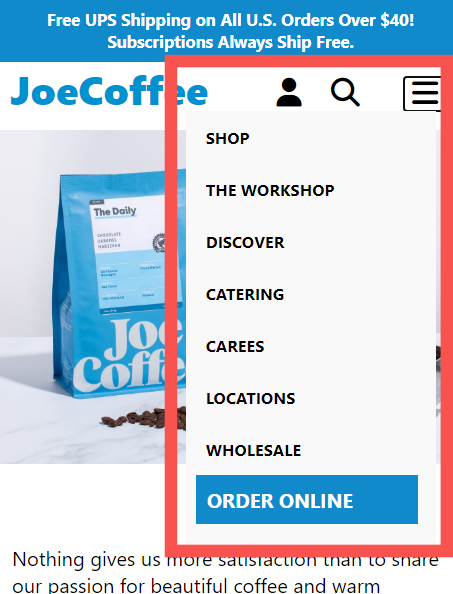 Free UPS Shipping on All U.S. Orders Over $40!
Subscriptions Always Ship Free.
JoeCoffee
SHOP
THE WORKSHOP
DISCOVER
CATERING
CAREES
LOCATIONS
WHOLESALE
ORDER ONLINE
The Daily
CHOCOLATE
CARAMEL
MARZIPAN
Joe
Coffe
Nothing gives us more satisfaction than to share
our passion for beautiful coffee and warm